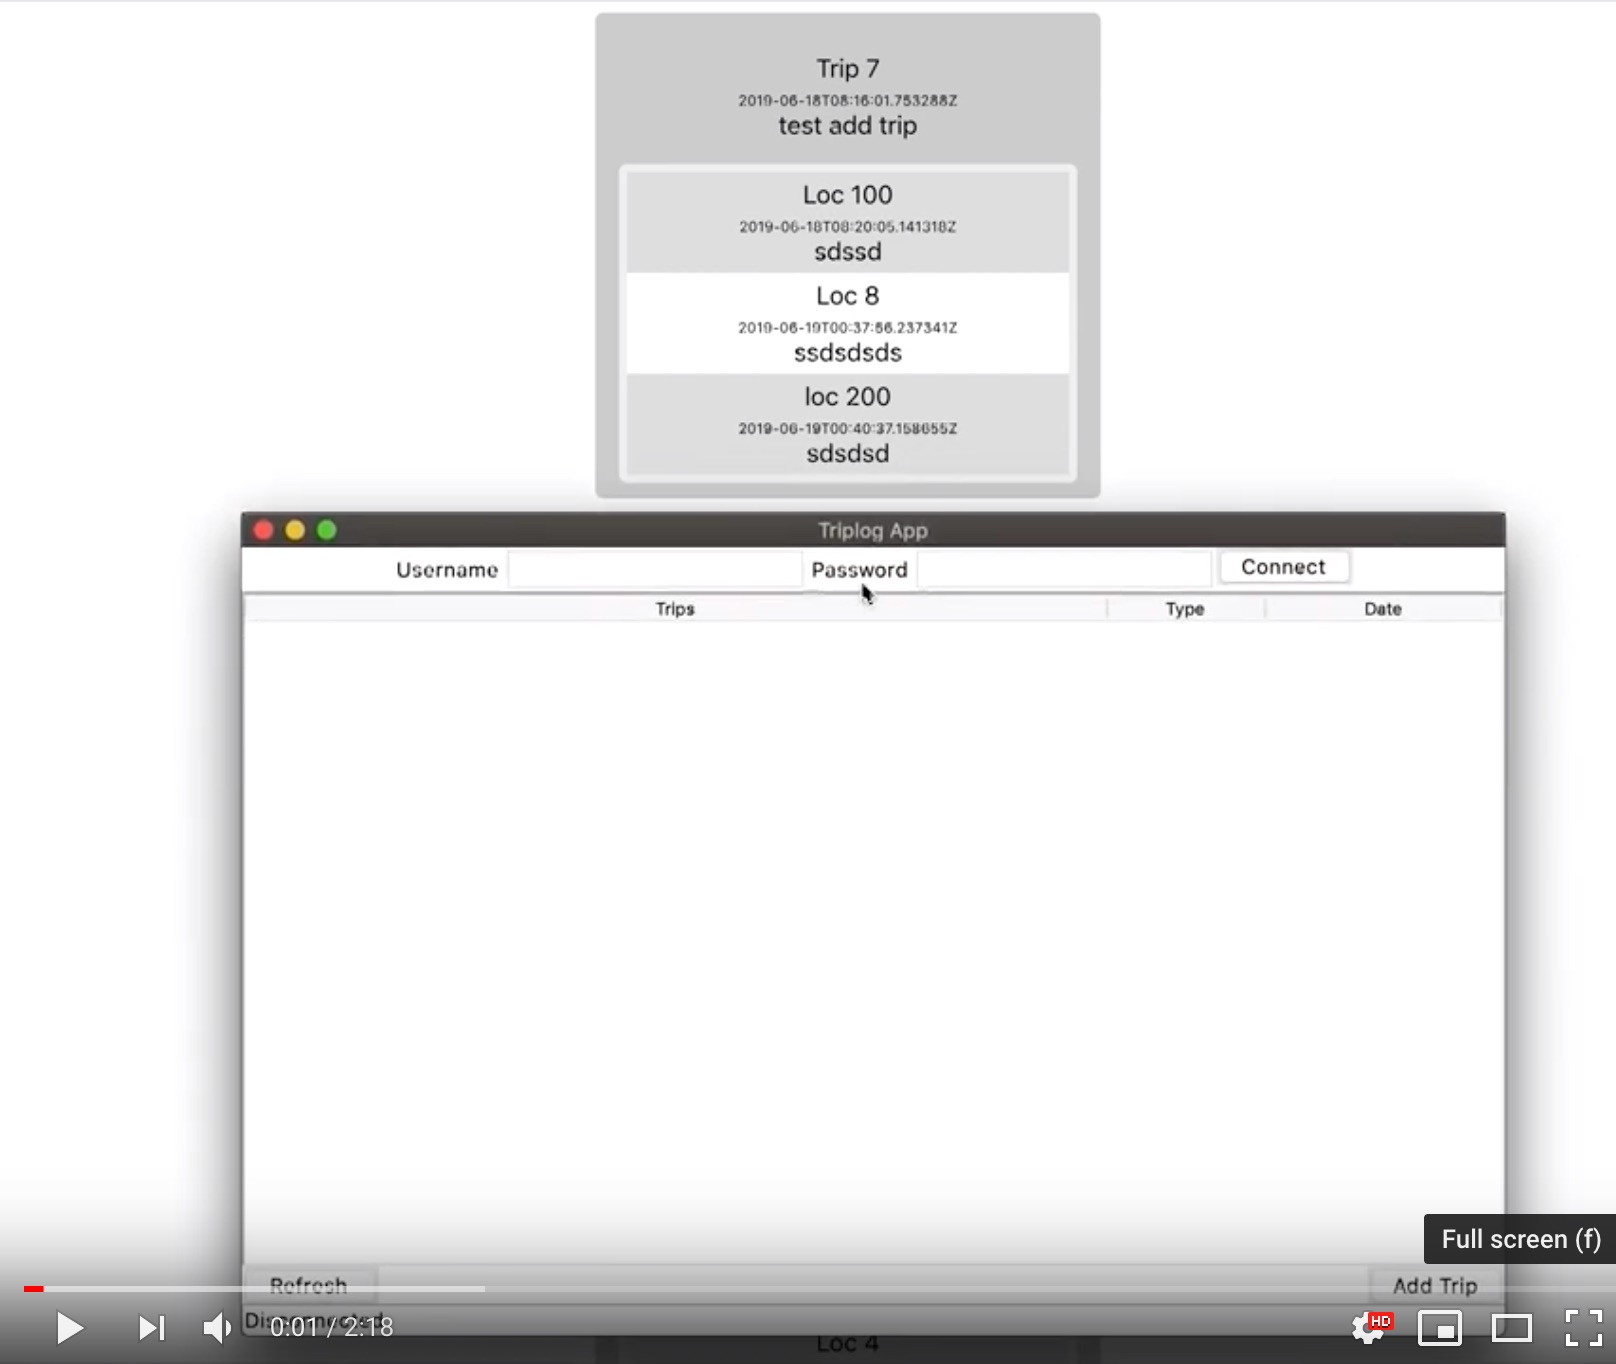 Trip 7
2019-06-18T08:16:01.753288Z
test add trip
Loc 100
2019-06-18T08:20:05.141318Z
sdssd
Loc 8
2019-06-19T00:37:56.237341Z
ssdsdsds
loc 200
2019-06-19T00:40:37.158655Z
sdsdsd
Triplog App
Username Password Connect
Trips Type Date
Full screen (f)
Refresh Add Trip
Disconnected
0:01 / 2:18 HD
Loc 4